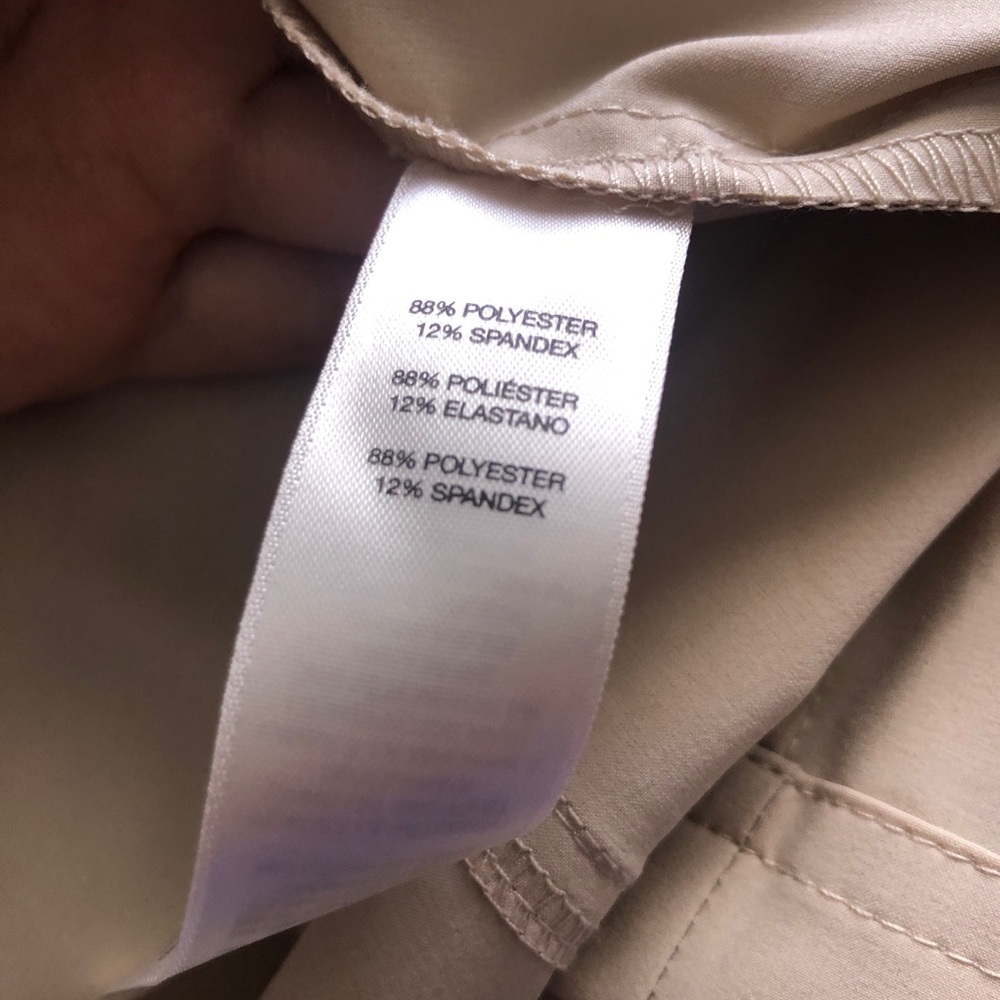 88% POLYESTER
12% SPANDEX
88% POLIÉSTER
12% ELASTANO
88% POLYESTER
12% SPANDEX